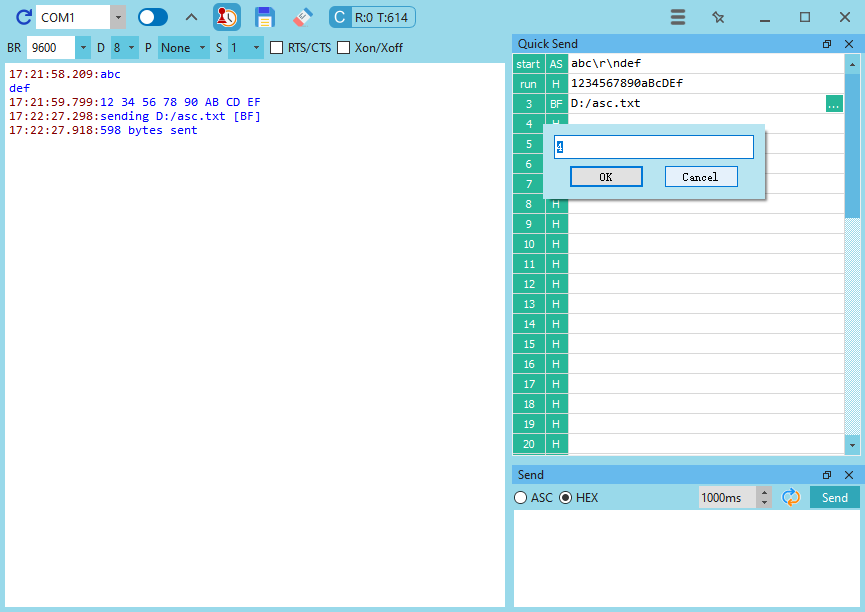 COM1 C R:0 T:614
BR 9600 D 8 P None S 1 RTS/CTS Xon/Xoff
17:21:58.209:abc
def
17:21:59.799:12 34 56 78 90 AB CD EF
17:22:27.298:sending D:/asc.txt [BF]
17:22:27.918:598 bytes sent
Quick Send
start AS abc\r\ndef
run H 1234567890aBcDEf
3 BF D:/asc.txt ...
4 H
5
6
7
4
OK Cancel
8 H
9 H
10 H
11 H
12 H
13 H
14 H
15 H
16 H
17 H
18 H
19 H
20 H
Send
ASC HEX 1000ms Send